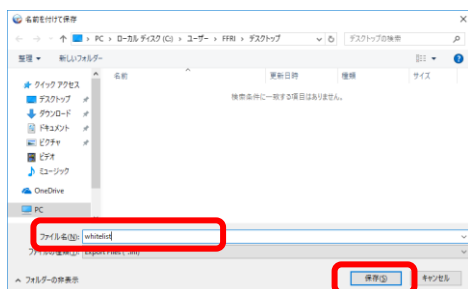 名前を付けて保存
PC › ローカル ディスク (C:) › ユーザー › FFRI › デスクトップ
デスクトップの検索
整理 新しいフォルダー
名前 更新日時 種類 サイズ
検索条件に一致する項目はありません。
クイック アクセス
デスクトップ
ダウンロード
ドキュメント
ピクチャ
ビデオ
ミュージック
OneDrive
PC
ファイル名(N): whitelist
ファイルの種類(T): Export Files (*.fhl)
フォルダーの非表示
保存(S) キャンセル